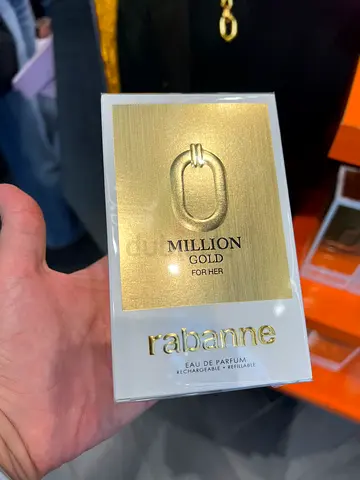 MILLION
GOLD
FOR HER
rabanne
EAU DE PARFUM
RECHARGEABLE • REFILLABLE